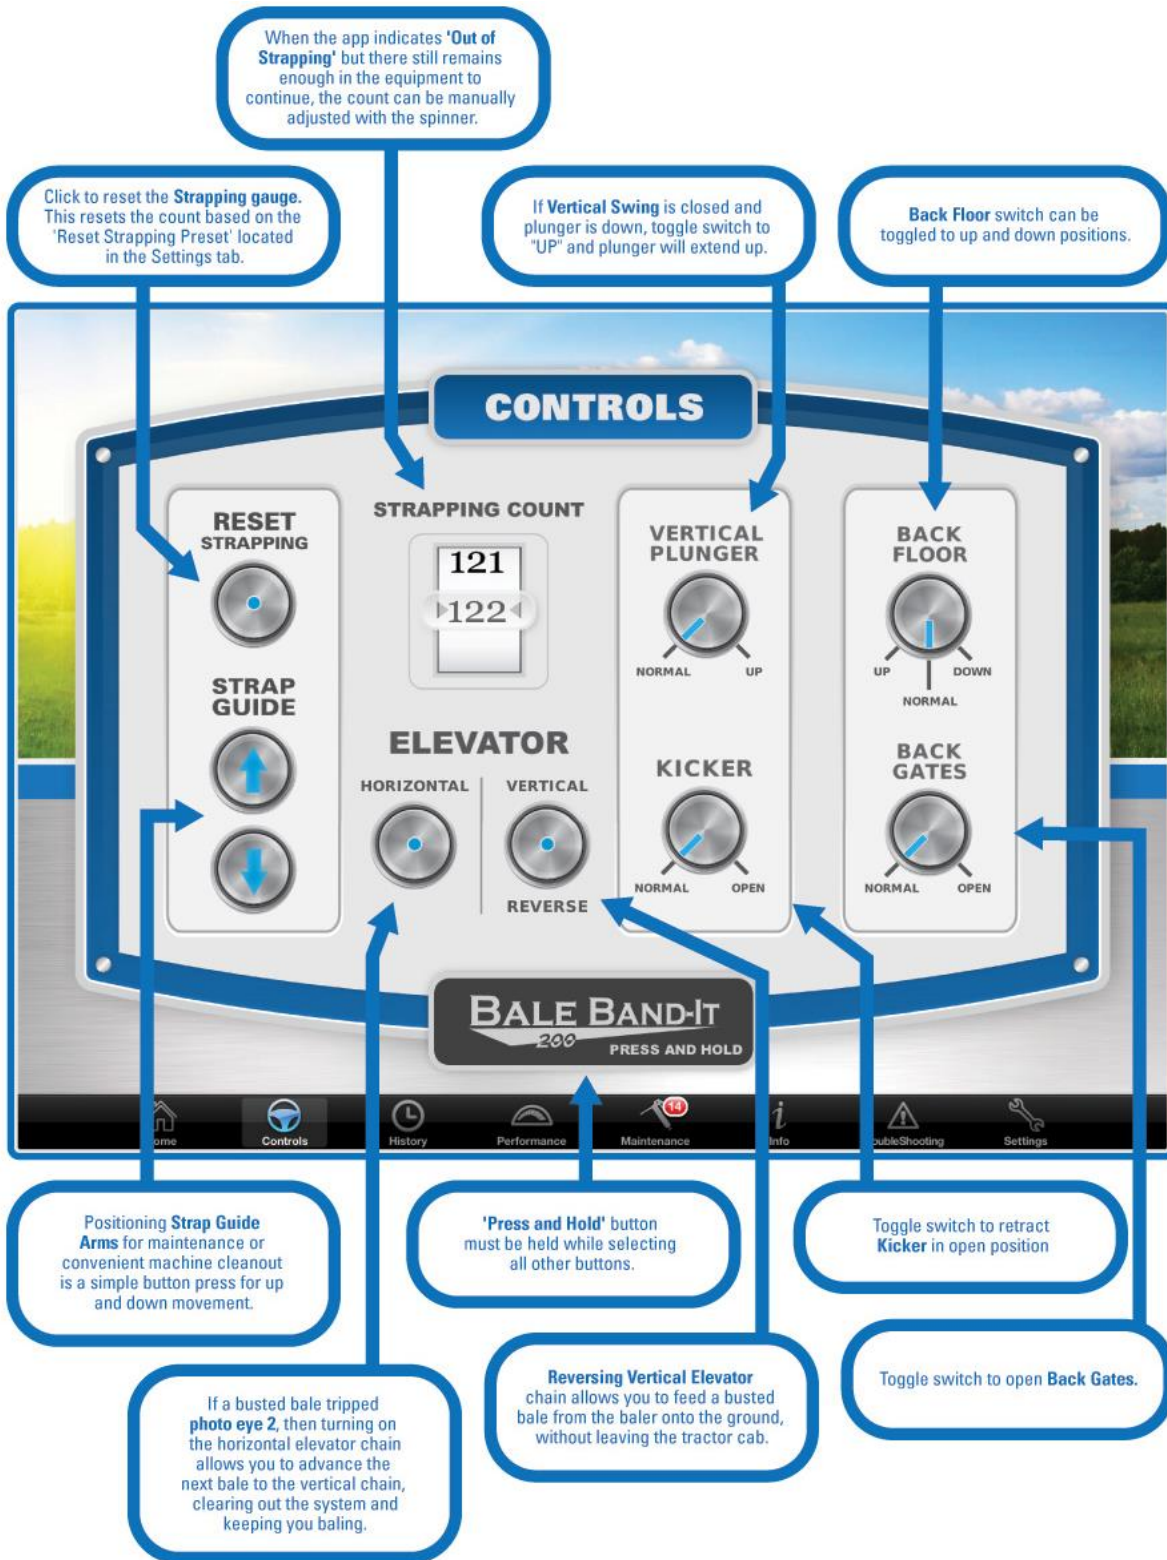 When the app indicates 'Out of
Strapping' but there still remains
enough in the equipment to
continue, the count can be manually
adjusted with the spinner.
Click to reset the Strapping gauge.
This resets the count based on the
'Reset Strapping Preset' located
in the Settings tab.
If Vertical Swing is closed and
plunger is down, toggle switch to
"UP" and plunger will extend up.
Back Floor switch can be
toggled to up and down positions.
CONTROLS
RESET
STRAPPING
STRAP
GUIDE
STRAPPING COUNT
121
122
ELEVATOR
HORIZONTAL
VERTICAL
REVERSE
VERTICAL
PLUNGER
NORMAL
UP
KICKER
NORMAL
OPEN
BACK
FLOOR
UP
DOWN
NORMAL
BACK
GATES
NORMAL
OPEN
BALE BAND-IT
200
PRESS AND HOLD
ome
Controls
History
Performance
14
Maintenance
Info
oubleShooting
Settings
Positioning Strap Guide
Arms for maintenance or
convenient machine cleanout
is a simple button press for up
and down movement.
'Press and Hold' button
must be held while selecting
all other buttons.
Toggle switch to retract
Kicker in open position
If a busted bale tripped
photo eye 2, then turning on
the horizontal elevator chain
allows you to advance the
next bale to the vertical chain,
clearing out the system and
keeping you baling.
Reversing Vertical Elevator
chain allows you to feed a busted
bale from the baler onto the ground,
without leaving the tractor cab.
Toggle switch to open Back Gates.